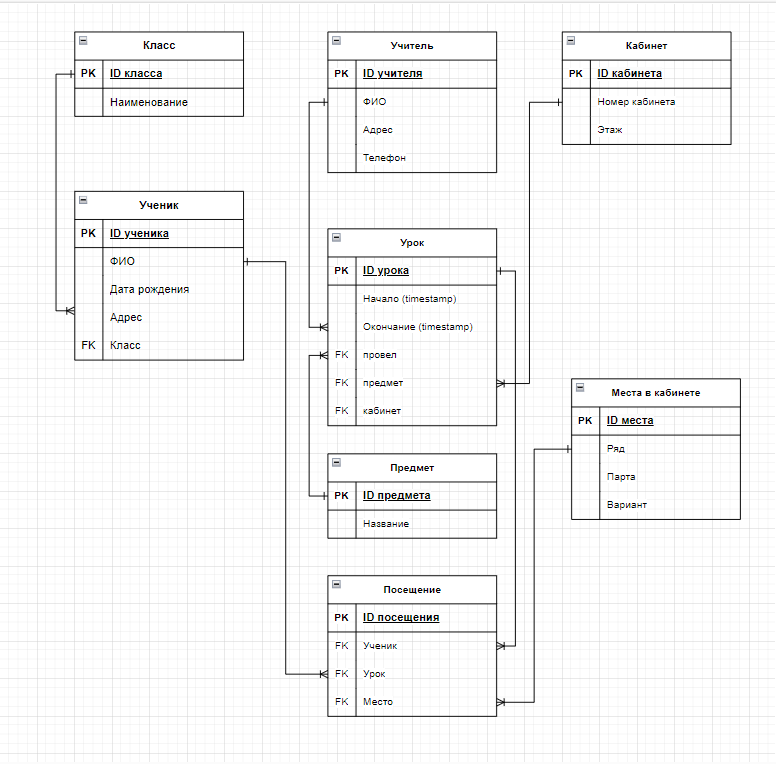 Класс
PK ID класса
Наименование
Учитель
PK ID учителя
ФИО
Адрес
Телефон
Кабинет
PK ID кабинета
Номер кабинета
Этаж
Ученик
PK ID ученика
ФИО
Дата рождения
Адрес
FK Класс
Урок
PK ID урока
Начало (timestamp)
Окончание (timestamp)
FK провел
FK предмет
FK кабинет
Места в кабинете
PK ID места
Ряд
Парта
Вариант
Предмет
PK ID предмета
Название
Посещение
PK ID посещения
FK Ученик
FK Урок
FK Место